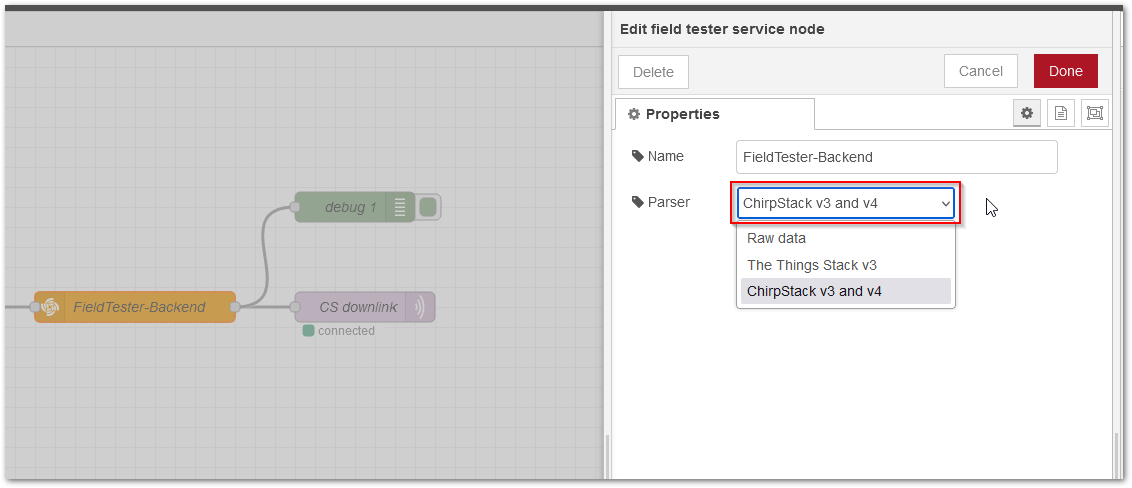 Edit field tester service node
Delete
Cancel
Done
Properties
Name
FieldTester-Backend
Parser
ChirpStack v3 and v4
Raw data
The Things Stack v3
ChirpStack v3 and v4
debug 1
FieldTester-Backend
CS downlink
connected